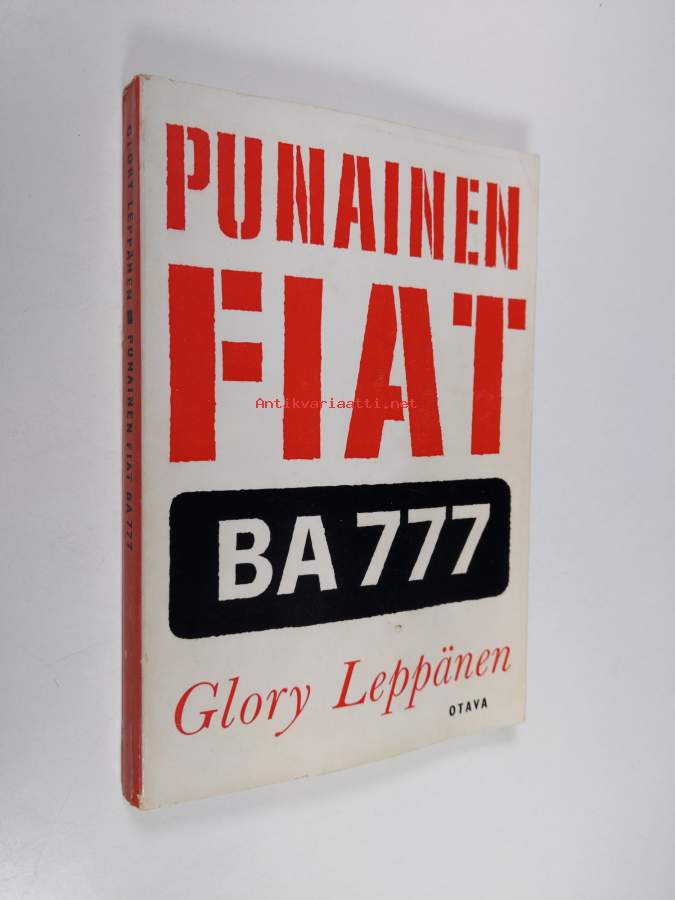 PUNAINEN
FIAT
BA 777
Glory Leppänen
OTAVA
GLORY LEPPÄNEN ■ PUNAINEN FIAT BA 777
Antikvariaatti.net